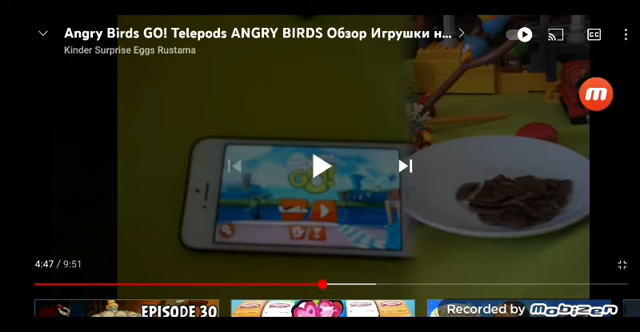 Angry Birds GO! Telepods ANGRY BIRDS Обзор Игрушки н...
Kinder Surprise Eggs Rustama
m
GO!
4:47 / 9:51
EPISODE 30
Recorded by MOBIZEN